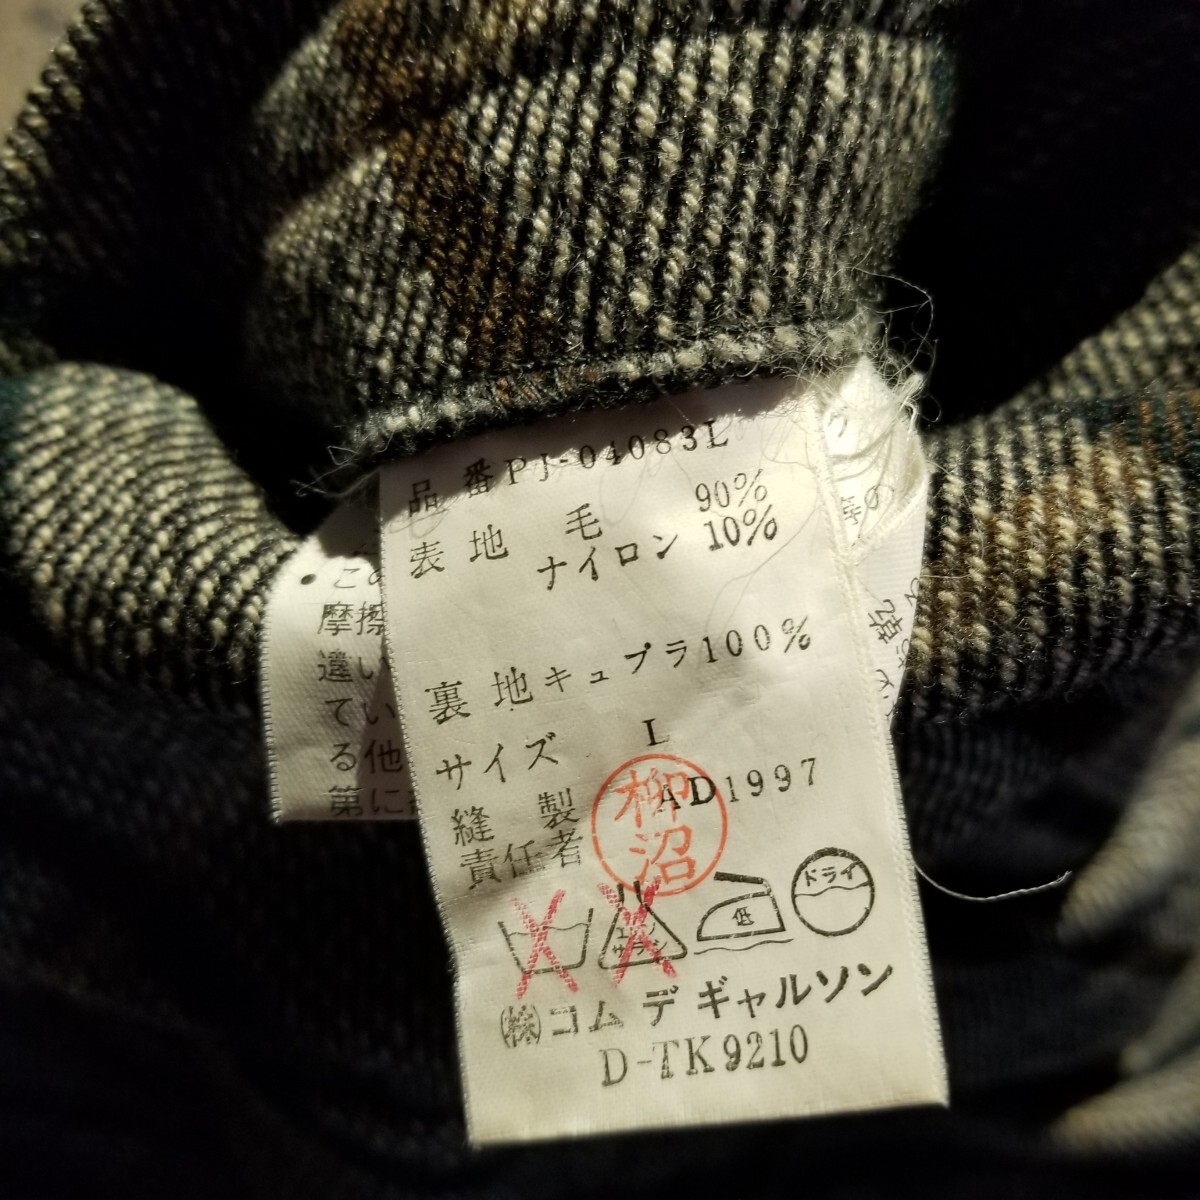 品番PJ-04083L
表地 毛 90%
ナイロン 10%
裏地キュプラ100%
サイズ L
縫製 AD1997
責任者
柳沼
低
ドライ
㈱コム デ ギャルソン
D-TK9210
•この
摩擦
違い
てい
る他
第に